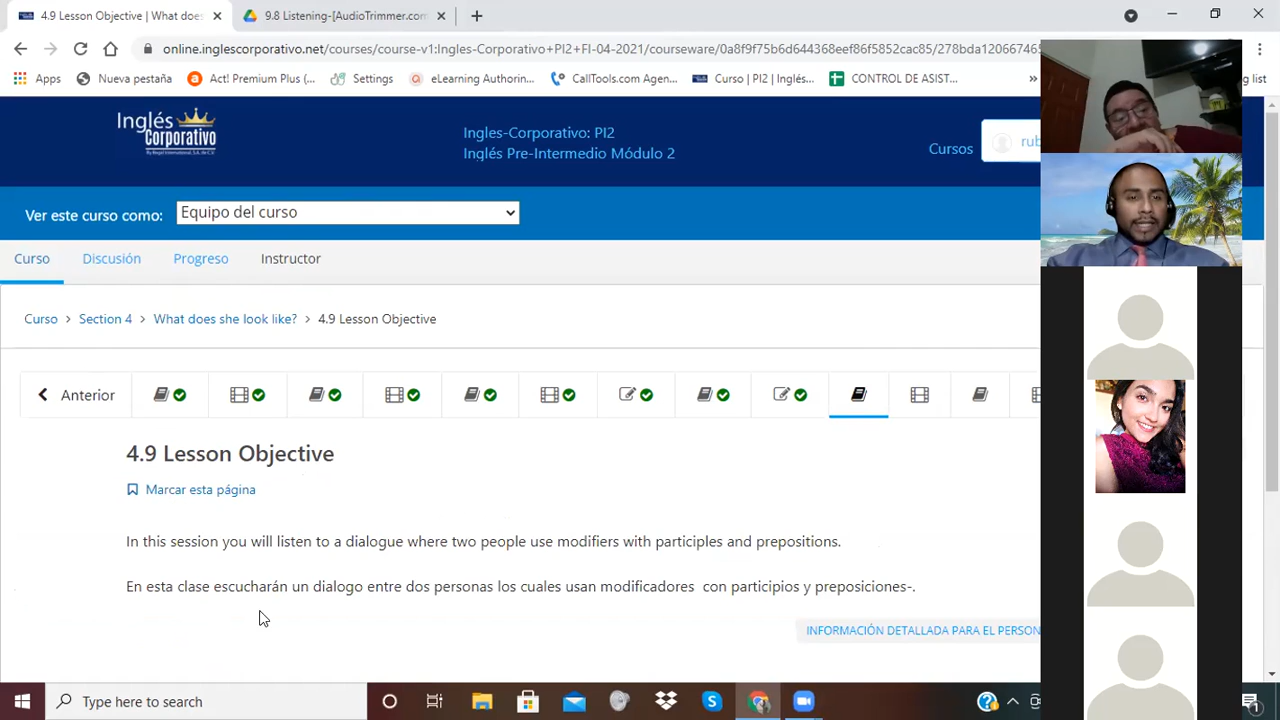 4.9 Lesson Objective | What does
9.8 Listening-[AudioTrimmer.com
online.inglescorporativo.net/courses/course-v1:Ingles-Corporativo+PI2+FI-04-2021/courseware/0a8f9f75b6d644368eef86f5852cac85/278bda120667465
Apps
Nueva pestaña
Act! Premium Plus (...
Settings
eLearning Authorin...
CallTools.com Agen...
Curso | PI2 | Inglés...
CONTROL DE ASIST...
»
ng list
Inglés
Corporativo
Ingles-Corporativo: PI2
Inglés Pre-Intermedio Módulo 2
Cursos
rub
Ver este curso como:
Equipo del curso
Curso
Discusión
Progreso
Instructor
Curso > Section 4 > What does she look like? > 4.9 Lesson Objective
Anterior
4.9 Lesson Objective
Marcar esta página
In this session you will listen to a dialogue where two people use modifiers with participles and prepositions.
En esta clase escucharán un dialogo entre dos personas los cuales usan modificadores con participios y preposiciones-.
INFORMACIÓN DETALLADA PARA EL PERSON
Type here to search